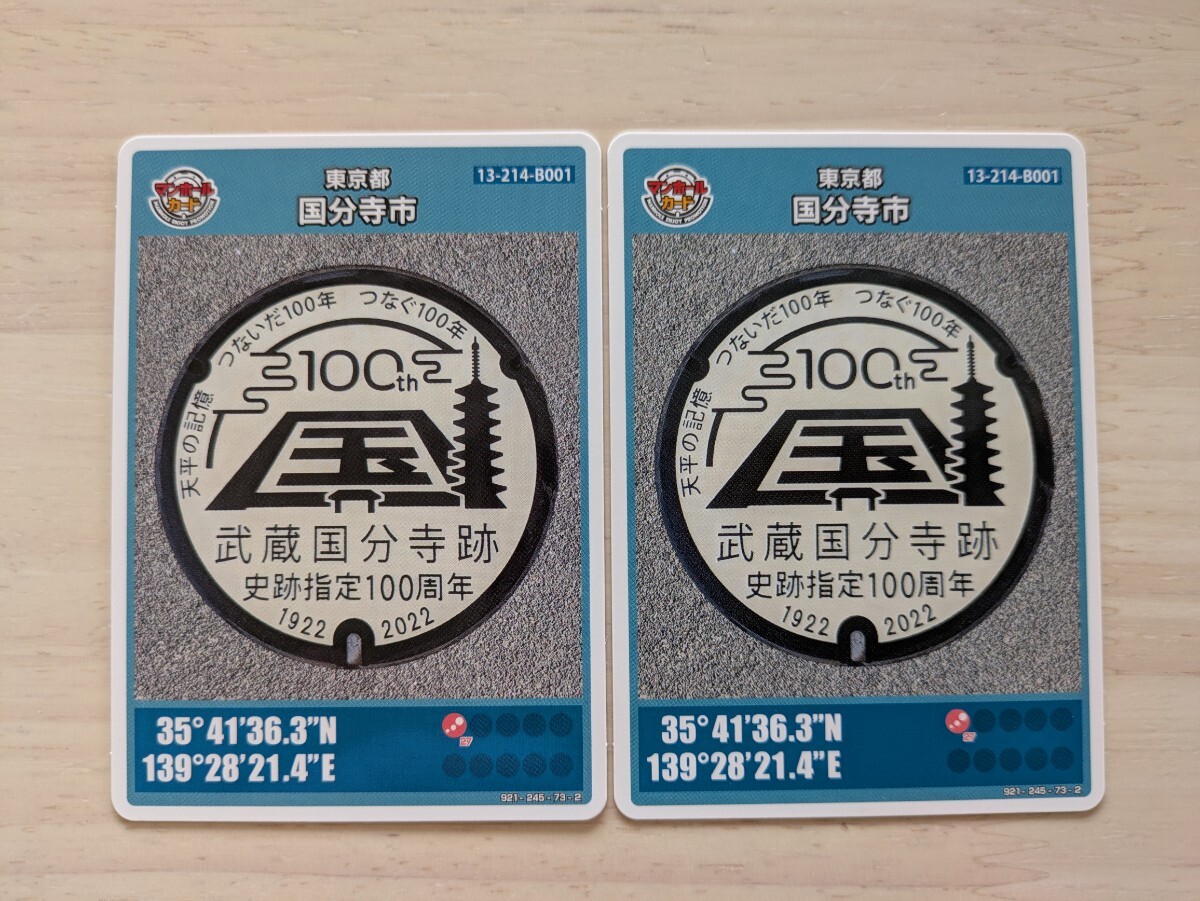 マンホール
カード
東京都
国分寺市
13-214-B001
天平の記憶 つないだ100年 つなぐ100年
100th
国
武蔵国分寺跡
史跡指定100周年
1922 2022
35°41'36.3"N
139°28'21.4"E
27
921-245-73-2
マンホール
カード
東京都
国分寺市
13-214-B001
天平の記憶 つないだ100年 つなぐ100年
100th
国
武蔵国分寺跡
史跡指定100周年
1922 2022
35°41'36.3"N
139°28'21.4"E
27
921-245-73-2